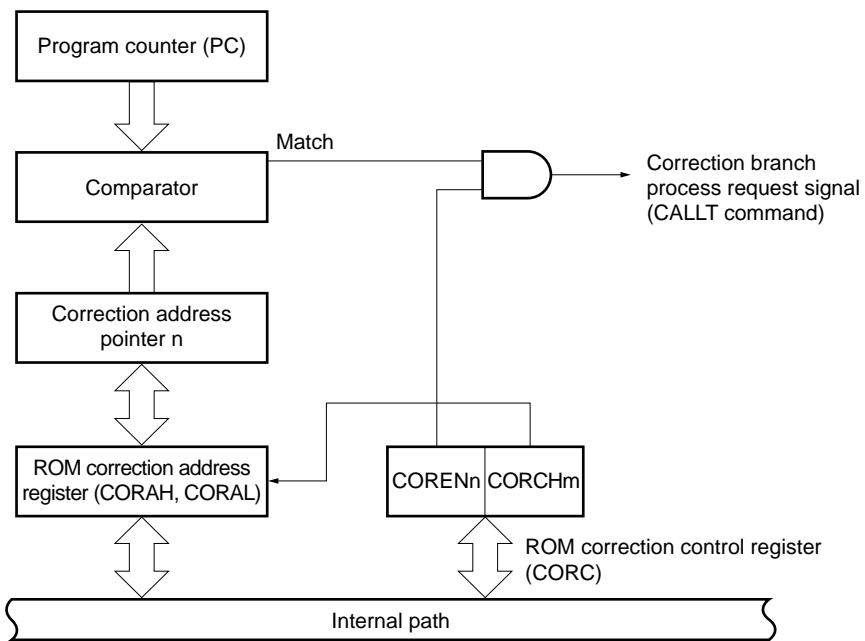 Program counter (PC)
Match
Comparator
Correction branch
process request signal
(CALLT command)
Correction address
pointer n
ROM correction address
register (CORAH, CORAL)
CORENn
CORCHm
ROM correction control register
(CORC)
Internal path